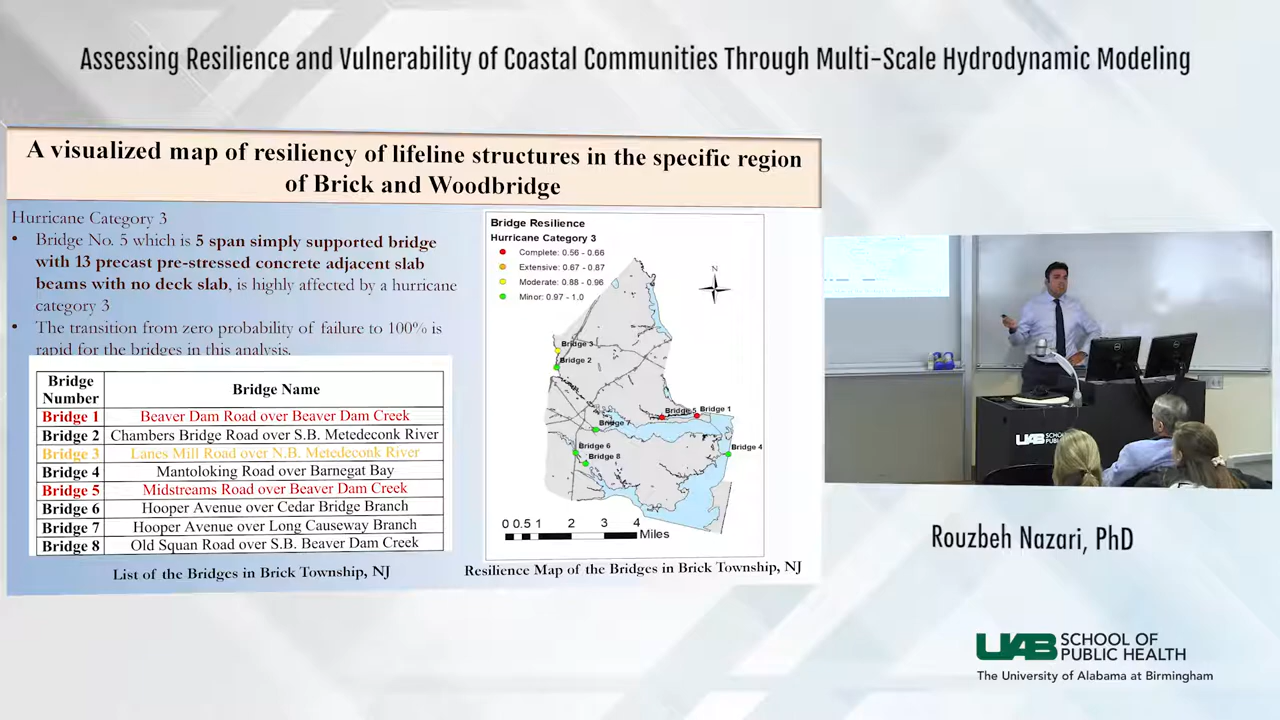 Assessing Resilience and Vulnerability of Coastal Communities Through Multi-Scale Hydrodynamic Modeling
A visualized map of resiliency of lifeline structures in the specific region
of Brick and Woodbridge
Hurricane Category 3
• Bridge No. 5 which is 5 span simply supported bridge
with 13 precast pre-stressed concrete adjacent slab
beams with no deck slab, is highly affected by a hurricane
category 3
• The transition from zero probability of failure to 100% is
rapid for the bridges in this analysis.
Bridge Number Bridge Name
Bridge 1 Beaver Dam Road over Beaver Dam Creek
Bridge 2 Chambers Bridge Road over S.B. Metedeconk River
Bridge 3 Lanes Mill Road over N.B. Metedeconk River
Bridge 4 Mantoloking Road over Barnegat Bay
Bridge 5 Midstreams Road over Beaver Dam Creek
Bridge 6 Hooper Avenue over Cedar Bridge Branch
Bridge 7 Hooper Avenue over Long Causeway Branch
Bridge 8 Old Squan Road over S.B. Beaver Dam Creek
List of the Bridges in Brick Township, NJ
Bridge Resilience
Hurricane Category 3
Complete: 0.56 - 0.66
Extensive: 0.67 - 0.87
Moderate: 0.88 - 0.96
Minor: 0.97 - 1.0
N
Bridge 3
Bridge 2
Bridge 5 Bridge 1
Bridge 7
Bridge 6
Bridge 4
Bridge 8
0 0.5 1 2 3 4
Miles
Resilience Map of the Bridges in Brick Township, NJ
UAB SCHOOL OF
PUBLIC
Rouzbeh Nazari, PhD
UAB SCHOOL OF
PUBLIC HEALTH
The University of Alabama at Birmingham